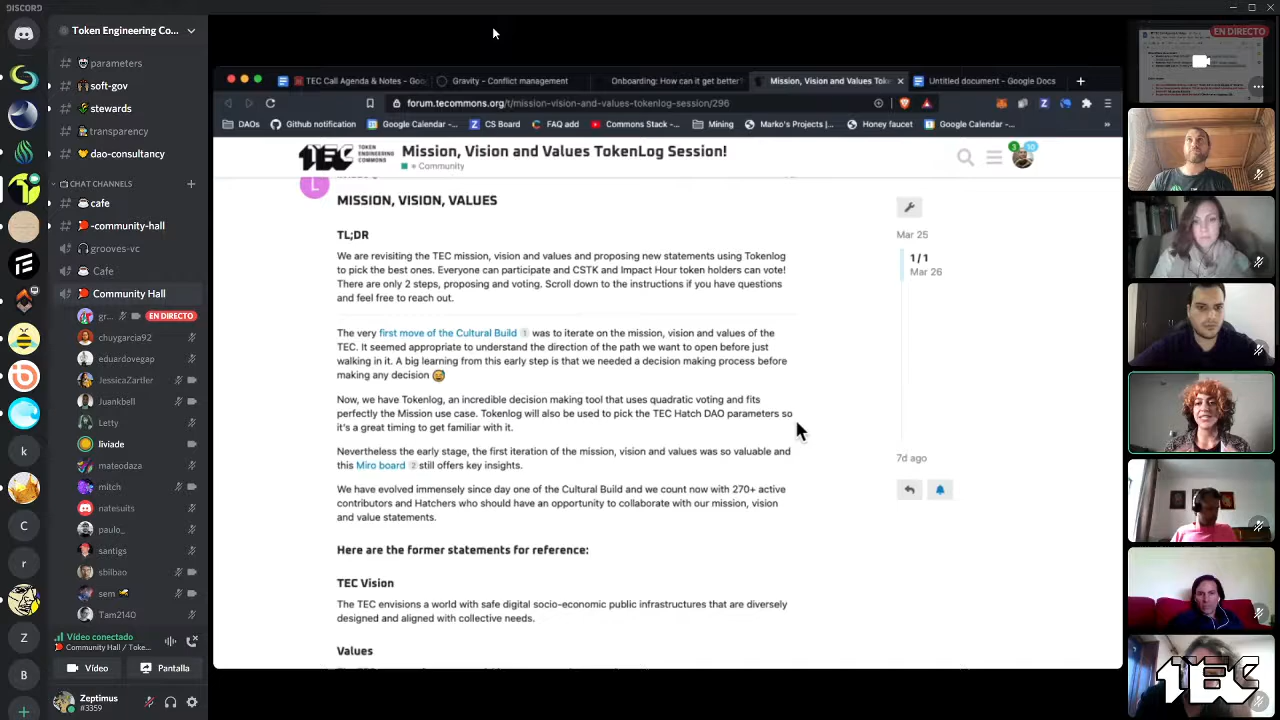 DISCORD
Token Engineering Co...
parameters
soft-gov
stewards
transparency
dao-consultancy
CHAT CHANNELS
cafe
-community-hall
grooves-vc
Cafe
Community Hall
gr...
EN DIRECTO
chuygarcia92
eduardovegap
JessicaZartler
Juankbell
Letty
liviade
mateodaza
mitch
natesuits
paulo_
santigs
sbilbao
sem
Tam2140
Z
C
r
Z
B
Vídeo conectado
Community Hall / Toke...
Vídeo
Pantalla
Zeptimus
#3359
TEC Call Agenda & Notes - Goo
Gravity - Conflict management
Onboarding: How can it get better
Mission, Vision and Values Tok
Untitled document - Google Docs
forum.tecommons.org/t/mission-vision-and-values-tokenlog-session/296
DAOs
Github notification
Google Calendar -...
CS Board
FAQ add
Commons Stack -...
Mining
Marko's Projects |...
Honey faucet
Google Calendar -...
TEC
TOKEN
ENGINEERING
COMMONS
Mission, Vision and Values TokenLog Session!
Community
3
10
L
MISSION, VISION, VALUES
TL;DR
We are revisiting the TEC mission, vision and values and proposing new statements using Tokenlog
to pick the best ones. Everyone can participate and CSTK and Impact Hour token holders can vote!
There are only 2 steps, proposing and voting. Scroll down to the instructions if you have questions
and feel free to reach out.
The very first move of the Cultural Build 1 was to iterate on the mission, vision and values of the
TEC. It seemed appropriate to understand the direction of the path we want to open before just
walking in it. A big learning from this early step is that we needed a decision making process before
making any decision
Now, we have Tokenlog, an incredible decision making tool that uses quadratic voting and fits
perfectly the Mission use case. Tokenlog will also be used to pick the TEC Hatch DAO parameters so
it's a great timing to get familiar with it.
Nevertheless the early stage, the first iteration of the mission, vision and values was so valuable and
this Miro board 2 still offers key insights.
We have evolved immensely since day one of the Cultural Build and we count now with 270+ active
contributors and Hatchers who should have an opportunity to collaborate with our mission, vision
and value statements.
Here are the former statements for reference:
TEC Vision
The TEC envisions a world with safe digital socio-economic public infrastructures that are diversely
designed and aligned with collective needs.
Values
Mar 25
1 / 1
Mar 26
7d ago
EN DIRECTO
TEC